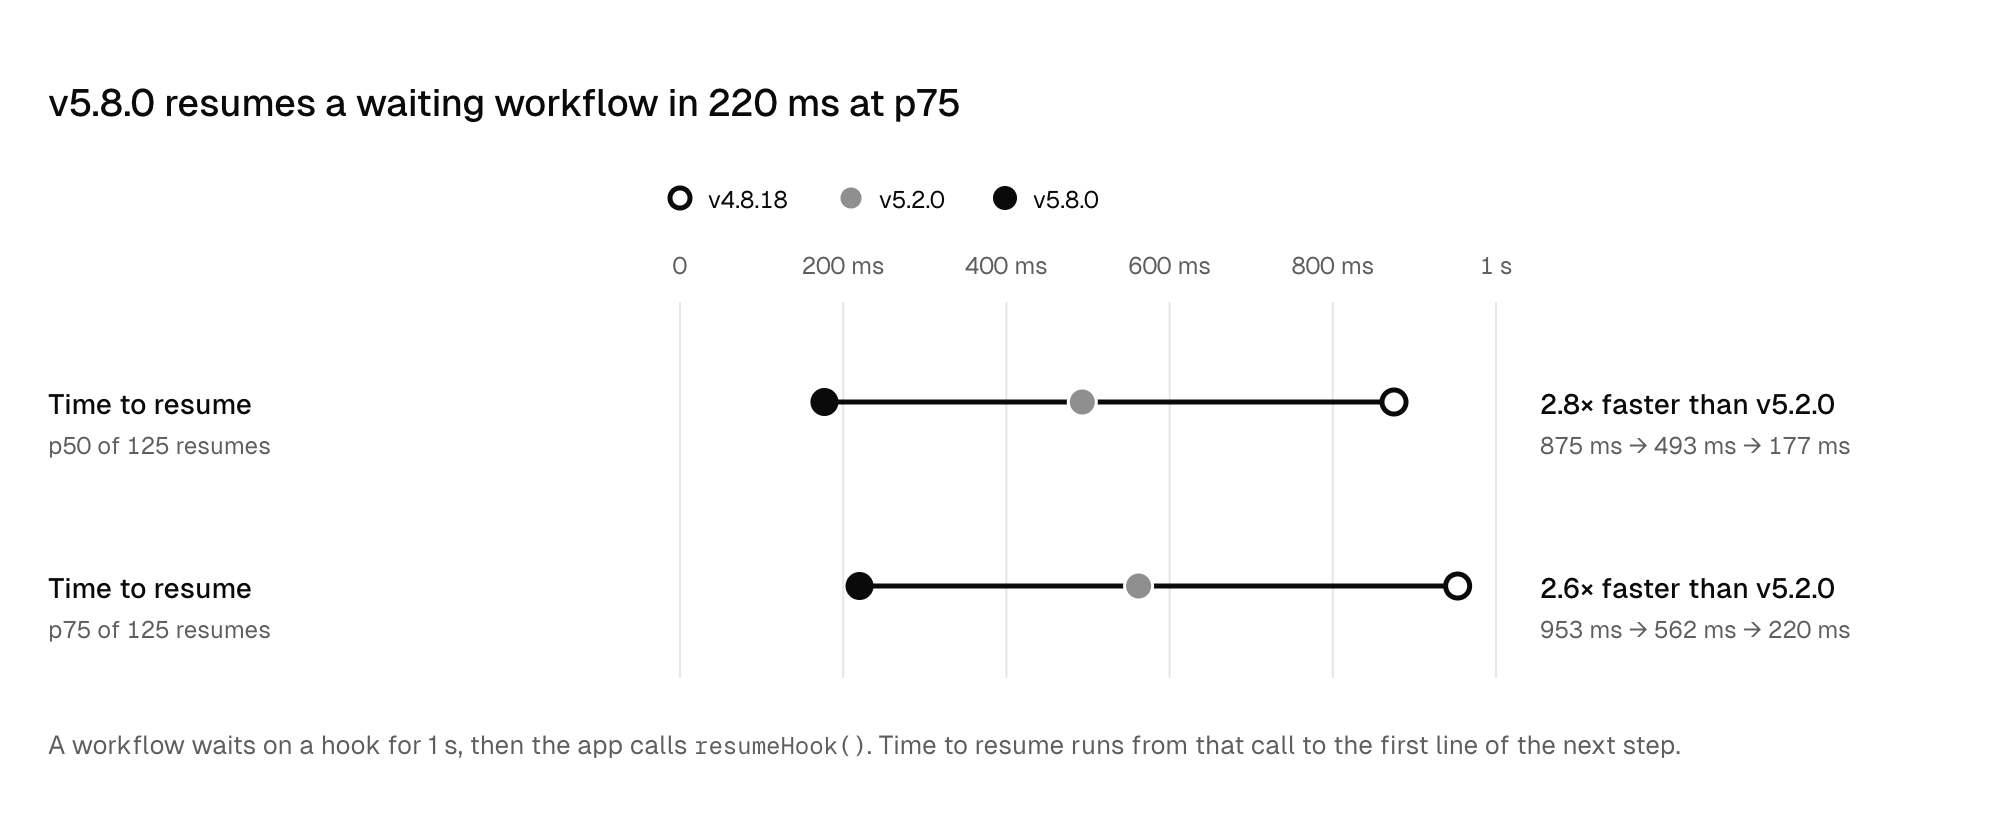 v5.8.0 resumes a waiting workflow in 220 ms at p75
v4.8.18 v5.2.0 v5.8.0
0 200 ms 400 ms 600 ms 800 ms 1 s
Time to resume
p50 of 125 resumes
2.8× faster than v5.2.0
875 ms → 493 ms → 177 ms
Time to resume
p75 of 125 resumes
2.6× faster than v5.2.0
953 ms → 562 ms → 220 ms
A workflow waits on a hook for 1 s, then the app calls resumeHook(). Time to resume runs from that call to the first line of the next step.